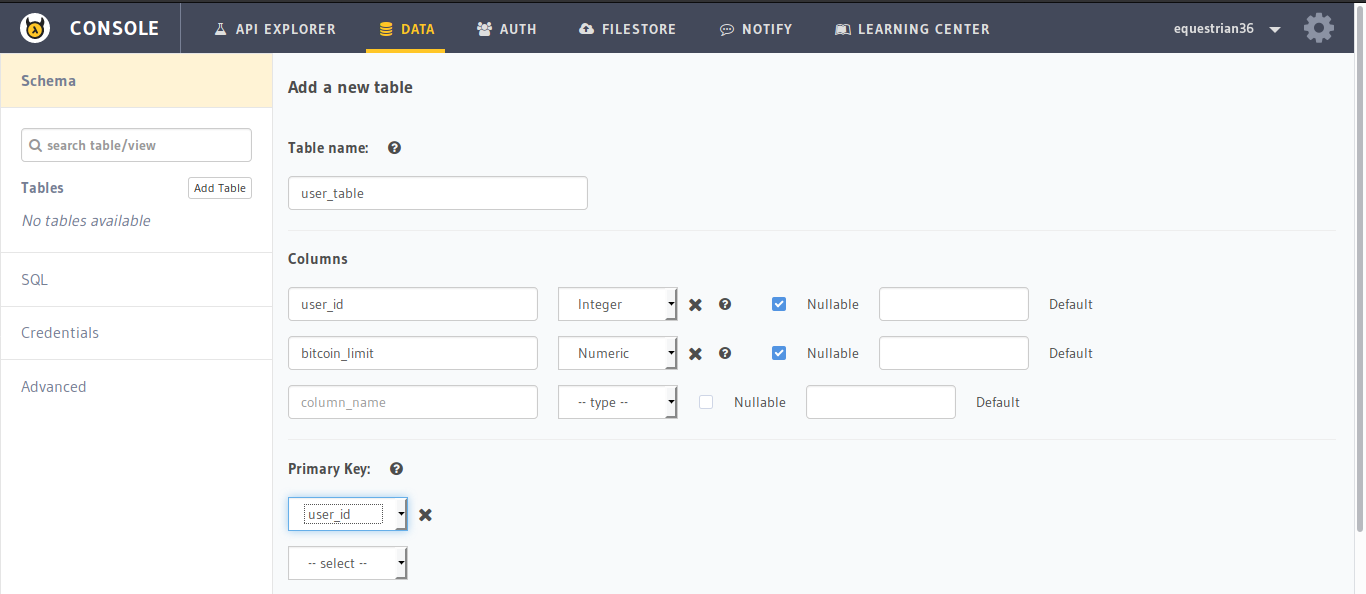 CONSOLE API EXPLORER DATA AUTH FILESTORE NOTIFY LEARNING CENTER equestrian36
Schema
search table/view
Tables Add Table
No tables available
SQL
Credentials
Advanced
Add a new table
Table name:
user_table
Columns
user_id Integer Nullable Default
bitcoin_limit Numeric Nullable Default
column_name -- type -- Nullable Default
Primary Key:
user_id
-- select --